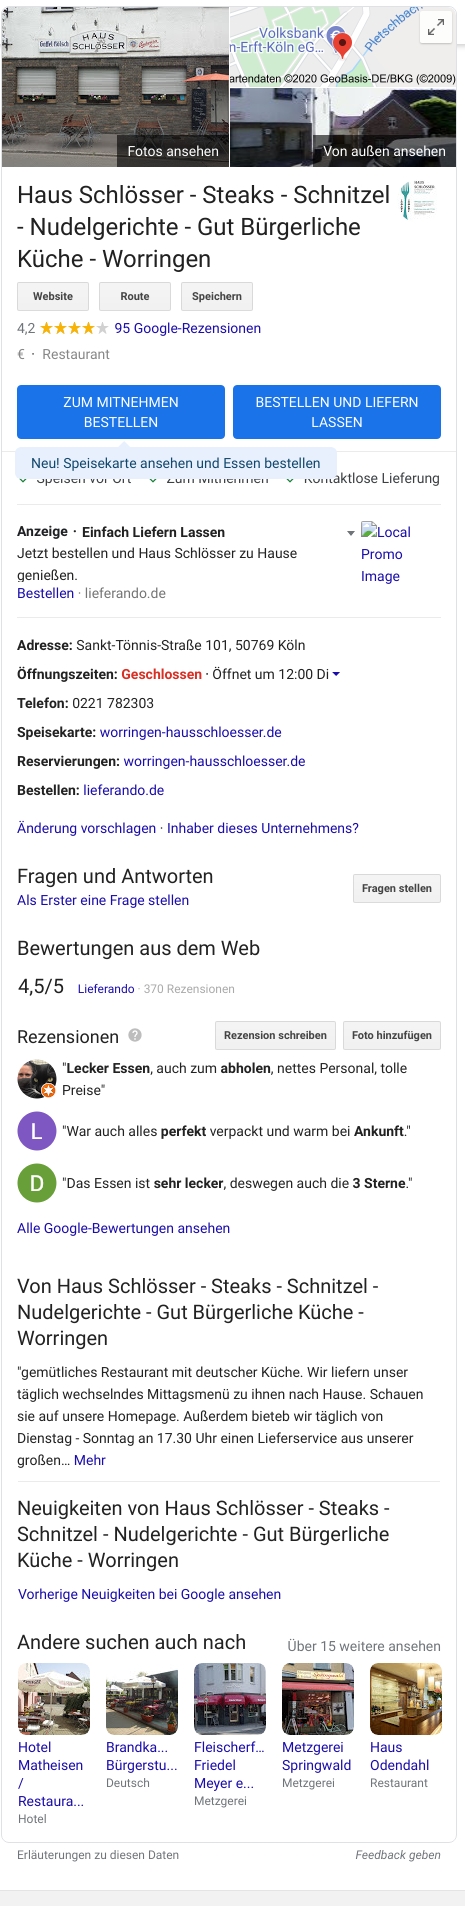 Gaffel Kölsch
HAUS
SCHLÖSSER
Volksbank
n-Erft-Köln eG...
Pletschbach
artendaten ©2020 GeoBasis-DE/BKG (©2009)
Fotos ansehen
Von außen ansehen
Haus Schlösser - Steaks - Schnitzel
- Nudelgerichte - Gut Bürgerliche
Küche - Worringen
HAUS
SCHLÖSSER
Website
Route
Speichern
4,2
95 Google-Rezensionen
€ · Restaurant
ZUM MITNEHMEN
BESTELLEN
BESTELLEN UND LIEFERN
LASSEN
Neu! Speisekarte ansehen und Essen bestellen
Speisen vor Ort
Zum Mitnehmen
Kontaktlose Lieferung
Anzeige · Einfach Liefern Lassen
Jetzt bestellen und Haus Schlösser zu Hause
genießen.
Bestellen · lieferando.de
Local
Promo
Image
Adresse: Sankt-Tönnis-Straße 101, 50769 Köln
Öffnungszeiten: Geschlossen · Öffnet um 12:00 Di
Telefon: 0221 782303
Speisekarte: worringen-hausschloesser.de
Reservierungen: worringen-hausschloesser.de
Bestellen: lieferando.de
Änderung vorschlagen · Inhaber dieses Unternehmens?
Fragen und Antworten
Als Erster eine Frage stellen
Fragen stellen
Bewertungen aus dem Web
4,5/5 Lieferando · 370 Rezensionen
Rezensionen ?
Rezension schreiben
Foto hinzufügen
"Lecker Essen, auch zum abholen, nettes Personal, tolle
Preise"
L
"War auch alles perfekt verpackt und warm bei Ankunft."
D
"Das Essen ist sehr lecker, deswegen auch die 3 Sterne."
Alle Google-Bewertungen ansehen
Von Haus Schlösser - Steaks - Schnitzel -
Nudelgerichte - Gut Bürgerliche Küche -
Worringen
"gemütliches Restaurant mit deutscher Küche. Wir liefern unser
täglich wechselndes Mittagsmenü zu ihnen nach Hause. Schauen
sie auf unsere Homepage. Außerdem bieteb wir täglich von
Dienstag - Sonntag an 17.30 Uhr einen Lieferservice aus unserer
großen... Mehr
Neuigkeiten von Haus Schlösser - Steaks -
Schnitzel - Nudelgerichte - Gut Bürgerliche
Küche - Worringen
Vorherige Neuigkeiten bei Google ansehen
Andere suchen auch nach
Über 15 weitere ansehen
Hotel
Matheisen
/
Restaura...
Hotel
Brandka...
Bürgerstu...
Deutsch
Fleischerf...
Friedel
Meyer e...
Metzgerei
Metzgerei
Springwald
Metzgerei
Haus
Odendahl
Restaurant
Erläuterungen zu diesen Daten
Feedback geben